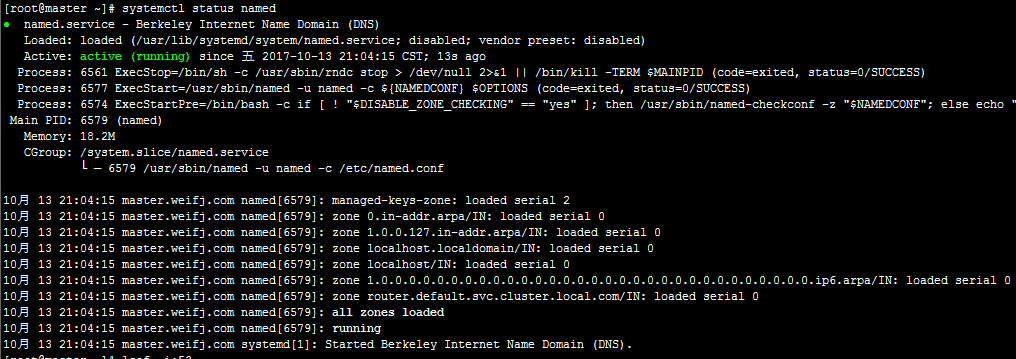 [root@master ~]# systemctl status named
● named.service - Berkeley Internet Name Domain (DNS)
Loaded: loaded (/usr/lib/systemd/system/named.service; disabled; vendor preset: disabled)
Active: active (running) since 五 2017-10-13 21:04:15 CST; 13s ago
Process: 6561 ExecStop=/bin/sh -c /usr/sbin/rndc stop > /dev/null 2>&1 || /bin/kill -TERM $MAINPID (code=exited, status=0/SUCCESS)
Process: 6577 ExecStart=/usr/sbin/named -u named -c ${NAMEDCONF} $OPTIONS (code=exited, status=0/SUCCESS)
Process: 6574 ExecStartPre=/bin/bash -c if [ ! "$DISABLE_ZONE_CHECKING" == "yes" ]; then /usr/sbin/named-checkconf -z "$NAMEDCONF"; else echo "
Main PID: 6579 (named)
Memory: 18.2M
CGroup: /system.slice/named.service
└─ 6579 /usr/sbin/named -u named -c /etc/named.conf
10月 13 21:04:15 master.weifj.com named[6579]: managed-keys-zone: loaded serial 2
10月 13 21:04:15 master.weifj.com named[6579]: zone 0.in-addr.arpa/IN: loaded serial 0
10月 13 21:04:15 master.weifj.com named[6579]: zone 1.0.0.127.in-addr.arpa/IN: loaded serial 0
10月 13 21:04:15 master.weifj.com named[6579]: zone localhost.localdomain/IN: loaded serial 0
10月 13 21:04:15 master.weifj.com named[6579]: zone localhost/IN: loaded serial 0
10月 13 21:04:15 master.weifj.com named[6579]: zone 1.0.0.0.0.0.0.0.0.0.0.0.0.0.0.0.0.0.0.0.0.0.0.0.0.0.0.0.0.0.0.0.ip6.arpa/IN: loaded serial 0
10月 13 21:04:15 master.weifj.com named[6579]: zone router.default.svc.cluster.local.com/IN: loaded serial 0
10月 13 21:04:15 master.weifj.com named[6579]: all zones loaded
10月 13 21:04:15 master.weifj.com named[6579]: running
10月 13 21:04:15 master.weifj.com systemd[1]: Started Berkeley Internet Name Domain (DNS).